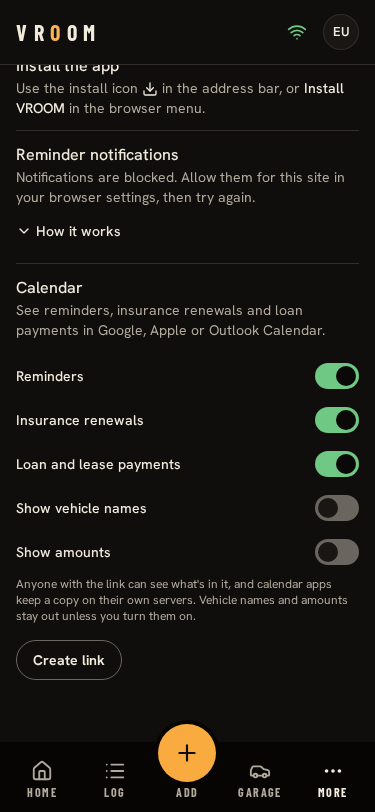 VROOM
EU
Install the app
Use the install icon in the address bar, or Install
VROOM in the browser menu.
Reminder notifications
Notifications are blocked. Allow them for this site in
your browser settings, then try again.
How it works
Calendar
See reminders, insurance renewals and loan
payments in Google, Apple or Outlook Calendar.
Reminders
Insurance renewals
Loan and lease payments
Show vehicle names
Show amounts
Anyone with the link can see what's in it, and calendar apps
keep a copy on their own servers. Vehicle names and amounts
stay out unless you turn them on.
Create link
HOME LOG ADD GARAGE MORE